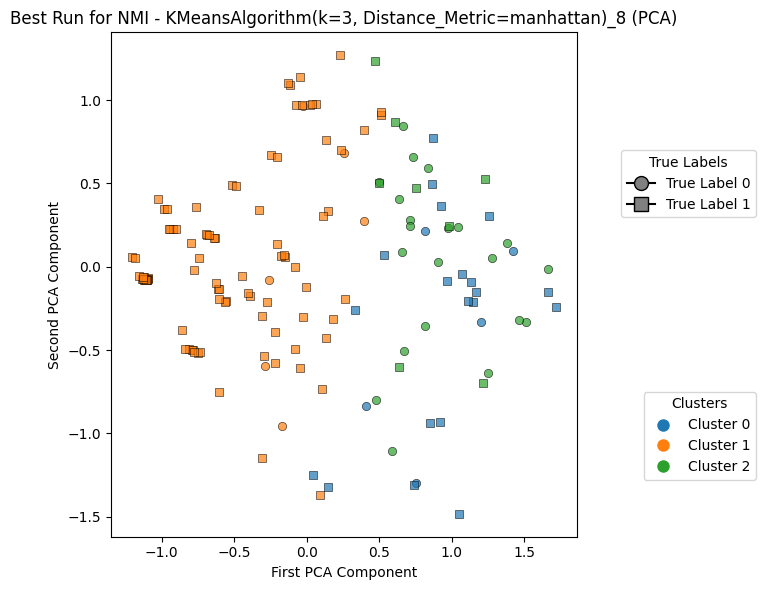 Best Run for NMI - KMeansAlgorithm(k=3, Distance_Metric=manhattan)_8 (PCA)
Second PCA Component
1.0
0.5
0.0
−0.5
−1.0
−1.5
−1.0
−0.5
0.0
0.5
1.0
1.5
First PCA Component
True Labels
True Label 0
True Label 1
Clusters
Cluster 0
Cluster 1
Cluster 2